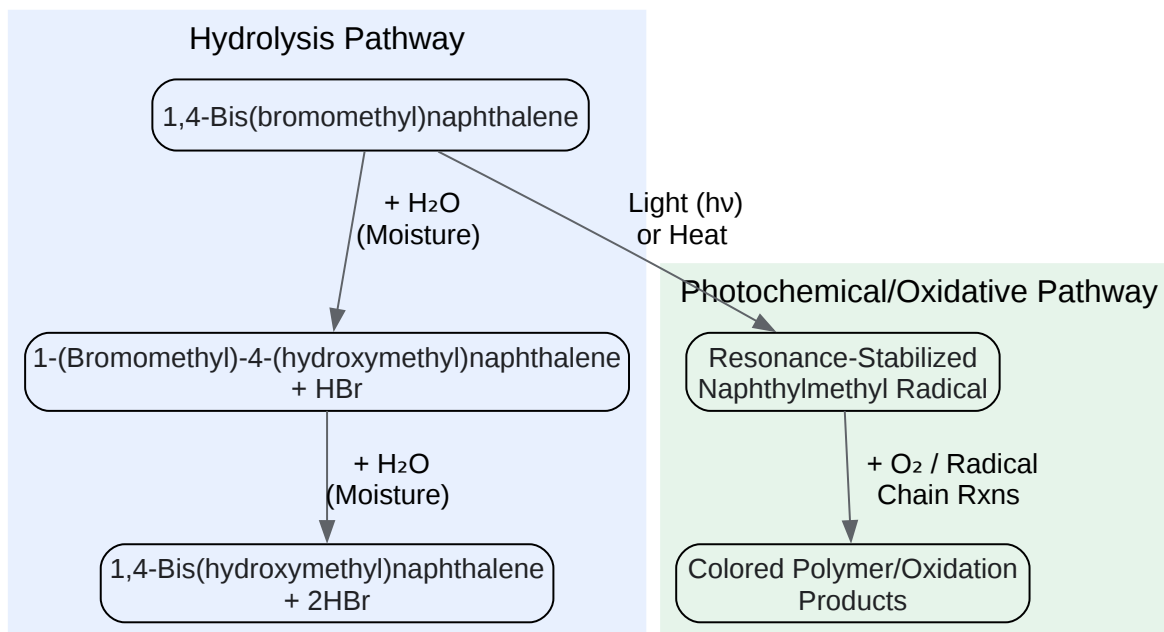 Hydrolysis Pathway
1,4-Bis(bromomethyl)naphthalene
+ H₂O
(Moisture)
Light (hν)
or Heat
Photochemical/Oxidative Pathway
1-(Bromomethyl)-4-(hydroxymethyl)naphthalene
+ HBr
Resonance-Stabilized
Naphthylmethyl Radical
+ H₂O
(Moisture)
+ O₂ / Radical
Chain Rxns
1,4-Bis(hydroxymethyl)naphthalene
+ 2HBr
Colored Polymer/Oxidation
Products